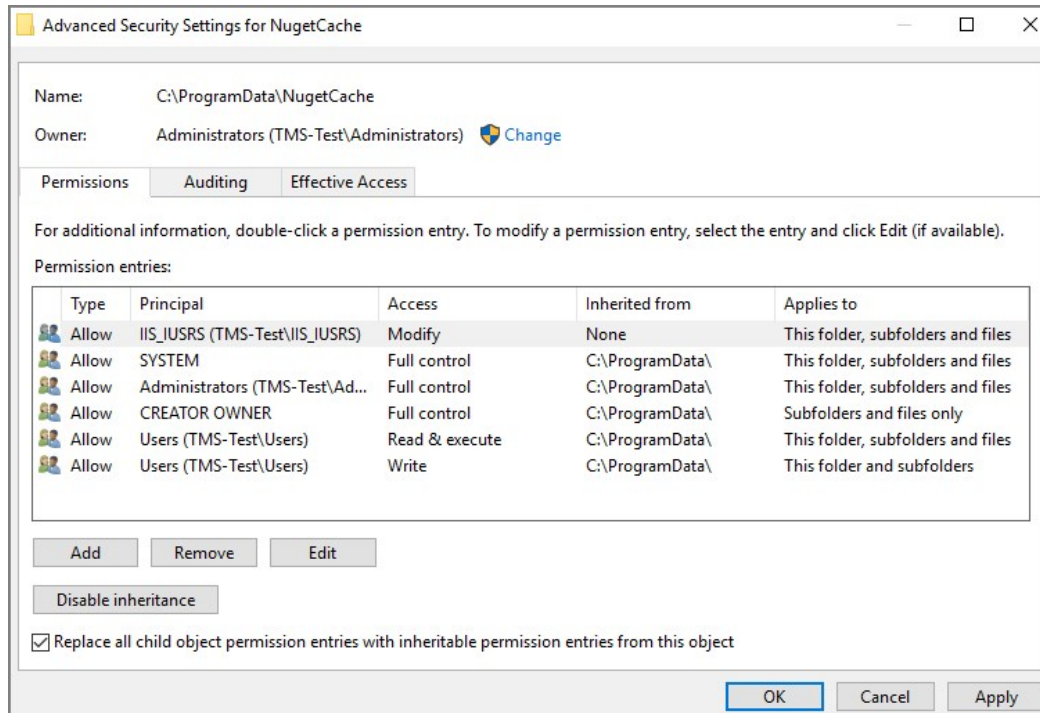 Advanced Security Settings for NugetCache
Name: C:\ProgramData\NugetCache
Owner: Administrators (TMS-Test\Administrators) Change
Permissions Auditing Effective Access
For additional information, double-click a permission entry. To modify a permission entry, select the entry and click Edit (if available).
Permission entries:
Type Principal Access Inherited from Applies to
Allow IIS_IUSRS (TMS-Test\IIS_IUSRS) Modify None This folder, subfolders and files
Allow SYSTEM Full control C:\ProgramData\ This folder, subfolders and files
Allow Administrators (TMS-Test\Ad... Full control C:\ProgramData\ This folder, subfolders and files
Allow CREATOR OWNER Full control C:\ProgramData\ Subfolders and files only
Allow Users (TMS-Test\Users) Read & execute C:\ProgramData\ This folder, subfolders and files
Allow Users (TMS-Test\Users) Write C:\ProgramData\ This folder and subfolders
Add Remove Edit
Disable inheritance
Replace all child object permission entries with inheritable permission entries from this object
OK Cancel Apply